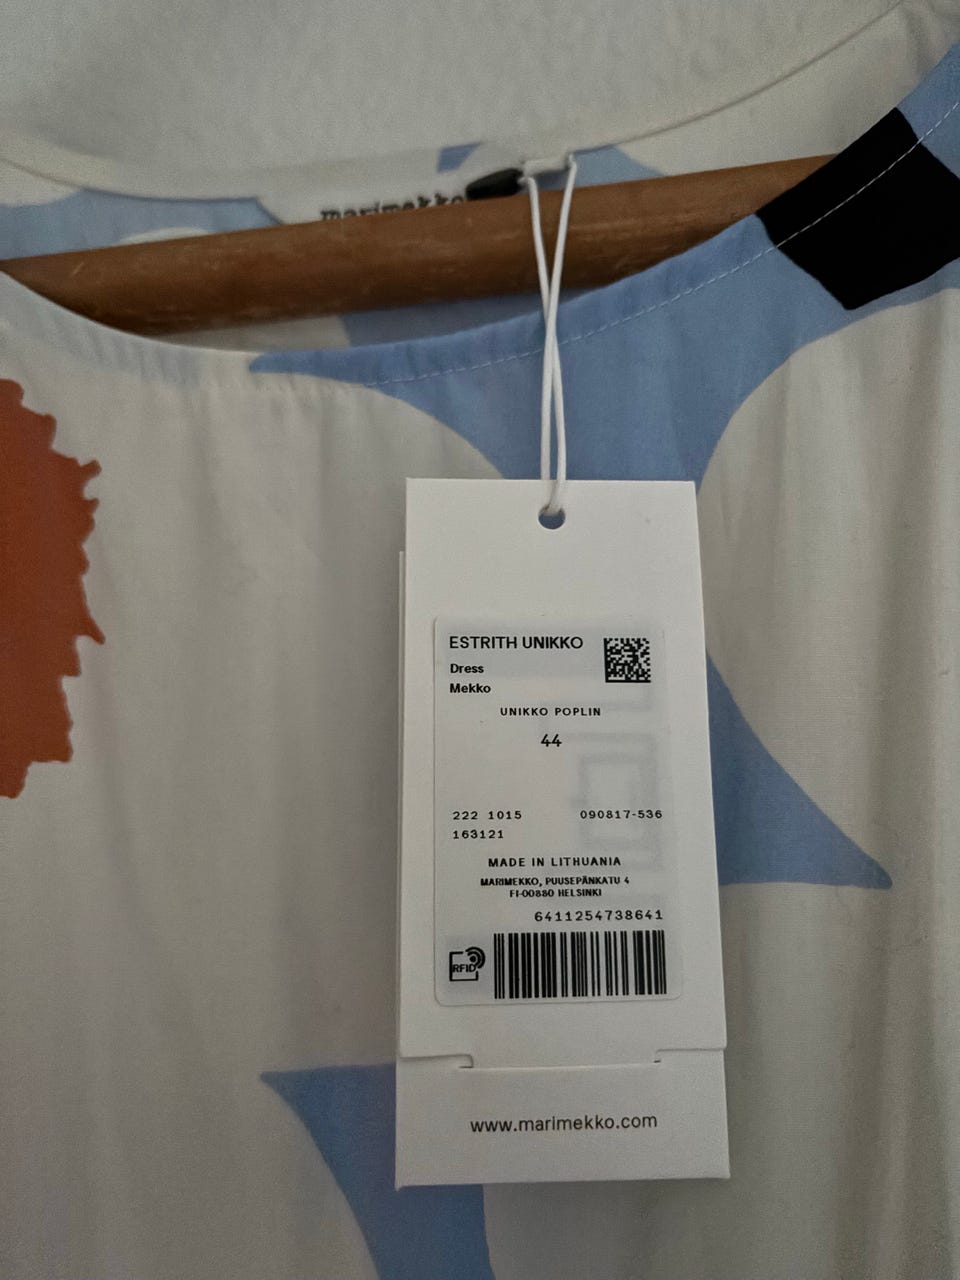 marimekko
ESTRITH UNIKKO
Dress
Mekko
UNIKKO POPLIN
44
222 1015 090817-536
163121
MADE IN LITHUANIA
MARIMEKKO, PUUSEPÄNKATU 4
FI-00880 HELSINKI
6411254738641
RFID
www.marimekko.com